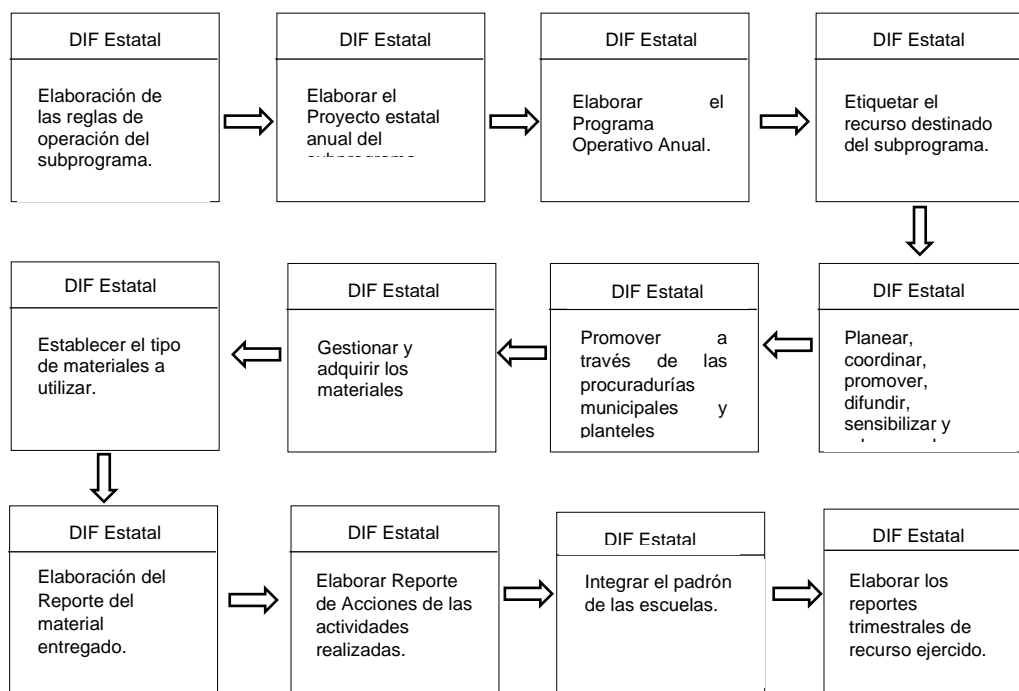 DIF Estatal
Elaboración de
las reglas de
operación del
subprograma.
DIF Estatal
Elaborar el
Proyecto estatal
anual del
DIF Estatal
Elaborar el
Programa
Operativo Anual.
DIF Estatal
Etiquetar el
recurso destinado
del subprograma.
DIF Estatal
Planear,
coordinar,
promover,
difundir,
sensibilizar y
DIF Estatal
Promover a
través de las
procuradurías
municipales y
planteles
DIF Estatal
Gestionar y
adquirir los
materiales
DIF Estatal
Establecer el tipo
de materiales a
utilizar.
DIF Estatal
Elaboración del
Reporte del
material
entregado.
DIF Estatal
Elaborar Reporte
de Acciones de las
actividades
realizadas.
DIF Estatal
Integrar el padrón
de las escuelas.
DIF Estatal
Elaborar los
reportes
trimestrales de
recurso ejercido.